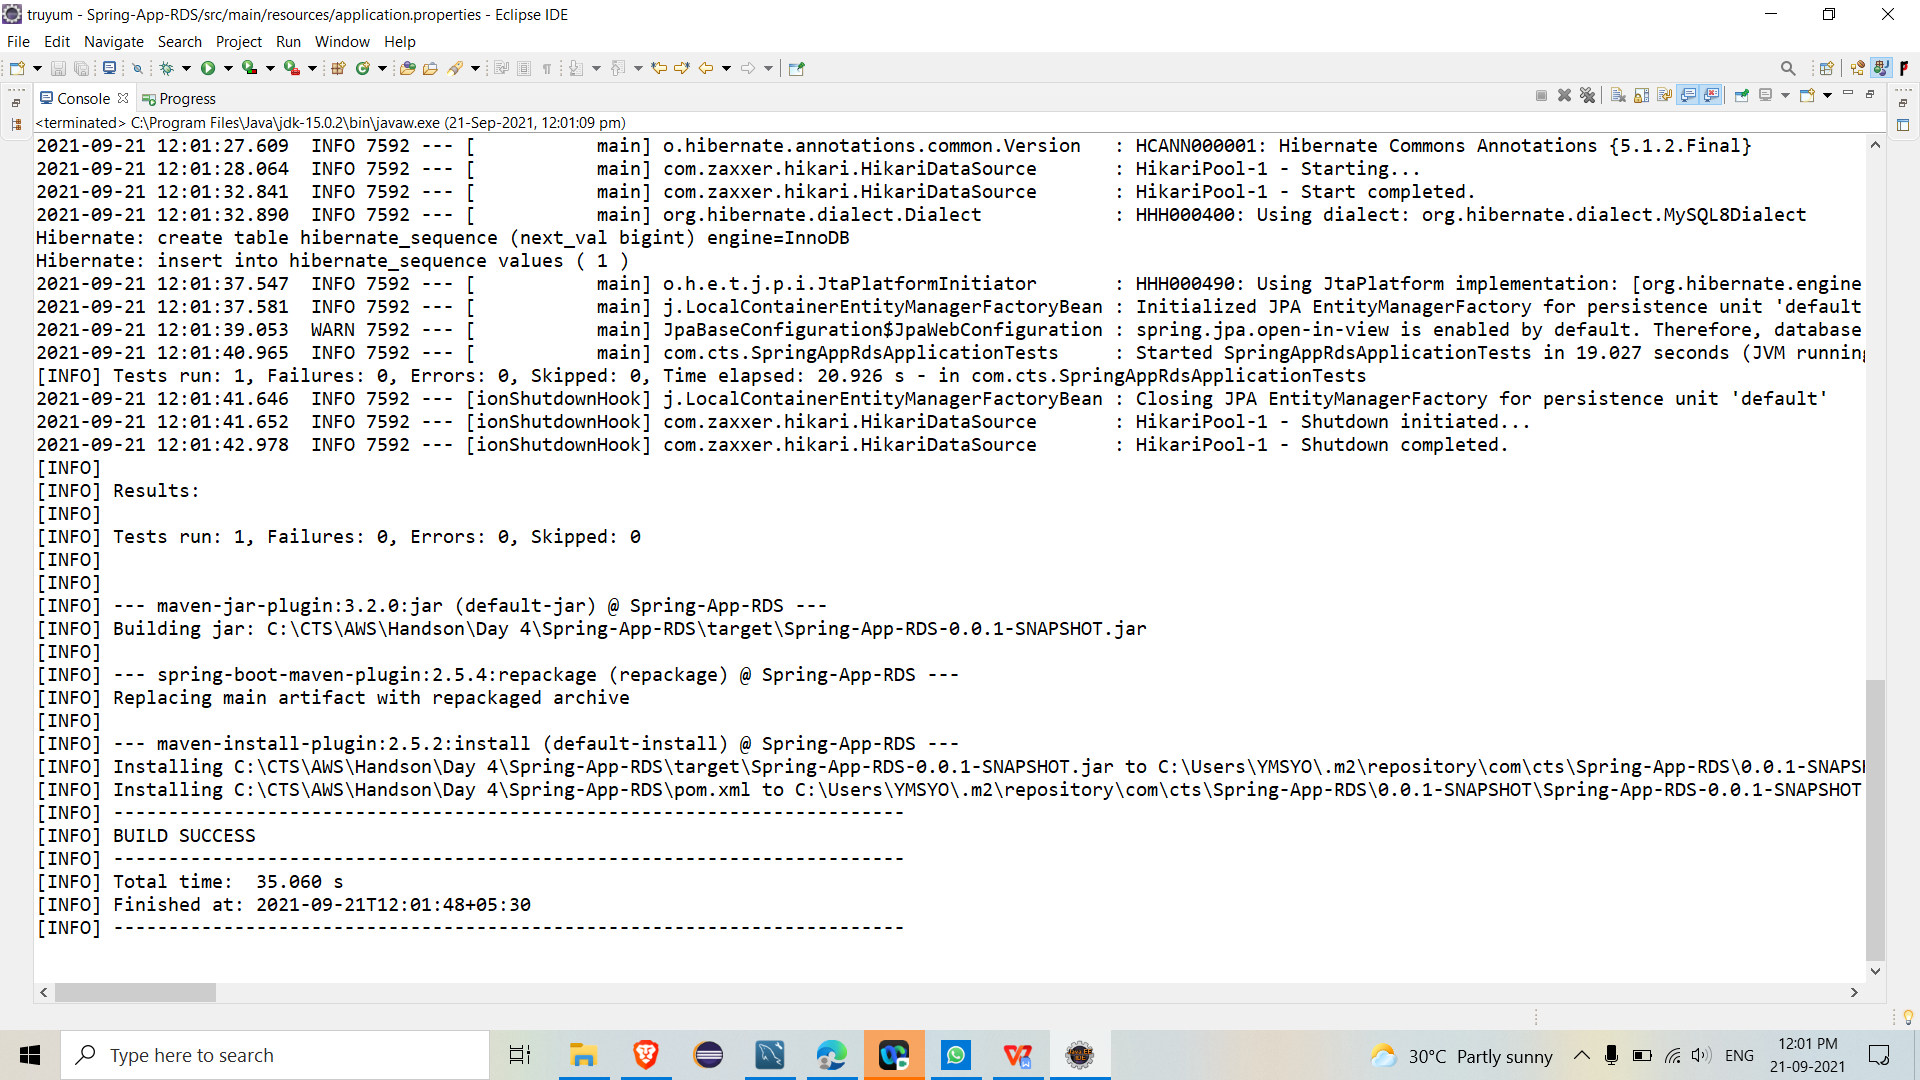 truyum - Spring-App-RDS/src/main/resources/application.properties - Eclipse IDE
File Edit Navigate Search Project Run Window Help
Console Progress
<terminated> C:\Program Files\Java\jdk-15.0.2\bin\javaw.exe (21-Sep-2021, 12:01:09 pm)
2021-09-21 12:01:27.609  INFO 7592 --- [           main] o.hibernate.annotations.common.Version   : HCANN000001: Hibernate Commons Annotations {5.1.2.Final}
2021-09-21 12:01:28.064  INFO 7592 --- [           main] com.zaxxer.hikari.HikariDataSource       : HikariPool-1 - Starting...
2021-09-21 12:01:32.841  INFO 7592 --- [           main] com.zaxxer.hikari.HikariDataSource       : HikariPool-1 - Start completed.
2021-09-21 12:01:32.890  INFO 7592 --- [           main] org.hibernate.dialect.Dialect            : HHH000400: Using dialect: org.hibernate.dialect.MySQL8Dialect
Hibernate: create table hibernate_sequence (next_val bigint) engine=InnoDB
Hibernate: insert into hibernate_sequence values ( 1 )
2021-09-21 12:01:37.547  INFO 7592 --- [           main] o.h.e.t.j.p.i.JtaPlatformInitiator       : HHH000490: Using JtaPlatform implementation: [org.hibernate.engine
2021-09-21 12:01:37.581  INFO 7592 --- [           main] j.LocalContainerEntityManagerFactoryBean : Initialized JPA EntityManagerFactory for persistence unit 'default
2021-09-21 12:01:39.053  WARN 7592 --- [           main] JpaBaseConfiguration$JpaWebConfiguration : spring.jpa.open-in-view is enabled by default. Therefore, database
2021-09-21 12:01:40.965  INFO 7592 --- [           main] com.cts.SpringAppRdsApplicationTests     : Started SpringAppRdsApplicationTests in 19.027 seconds (JVM running
[INFO] Tests run: 1, Failures: 0, Errors: 0, Skipped: 0, Time elapsed: 20.926 s - in com.cts.SpringAppRdsApplicationTests
2021-09-21 12:01:41.646  INFO 7592 --- [ionShutdownHook] j.LocalContainerEntityManagerFactoryBean : Closing JPA EntityManagerFactory for persistence unit 'default'
2021-09-21 12:01:41.652  INFO 7592 --- [ionShutdownHook] com.zaxxer.hikari.HikariDataSource       : HikariPool-1 - Shutdown initiated...
2021-09-21 12:01:42.978  INFO 7592 --- [ionShutdownHook] com.zaxxer.hikari.HikariDataSource       : HikariPool-1 - Shutdown completed.
[INFO]
[INFO] Results:
[INFO]
[INFO] Tests run: 1, Failures: 0, Errors: 0, Skipped: 0
[INFO]
[INFO]
[INFO] --- maven-jar-plugin:3.2.0:jar (default-jar) @ Spring-App-RDS ---
[INFO] Building jar: C:\CTS\AWS\Handson\Day 4\Spring-App-RDS\target\Spring-App-RDS-0.0.1-SNAPSHOT.jar
[INFO]
[INFO] --- spring-boot-maven-plugin:2.5.4:repackage (repackage) @ Spring-App-RDS ---
[INFO] Replacing main artifact with repackaged archive
[INFO]
[INFO] --- maven-install-plugin:2.5.2:install (default-install) @ Spring-App-RDS ---
[INFO] Installing C:\CTS\AWS\Handson\Day 4\Spring-App-RDS\target\Spring-App-RDS-0.0.1-SNAPSHOT.jar to C:\Users\YMSYO\.m2\repository\com\cts\Spring-App-RDS\0.0.1-SNAPSH
[INFO] Installing C:\CTS\AWS\Handson\Day 4\Spring-App-RDS\pom.xml to C:\Users\YMSYO\.m2\repository\com\cts\Spring-App-RDS\0.0.1-SNAPSHOT\Spring-App-RDS-0.0.1-SNAPSHOT
[INFO] ------------------------------------------------------------------------
[INFO] BUILD SUCCESS
[INFO] ------------------------------------------------------------------------
[INFO] Total time:  35.060 s
[INFO] Finished at: 2021-09-21T12:01:48+05:30
[INFO] ------------------------------------------------------------------------
Type here to search
30°C Partly sunny
ENG
12:01 PM
21-09-2021